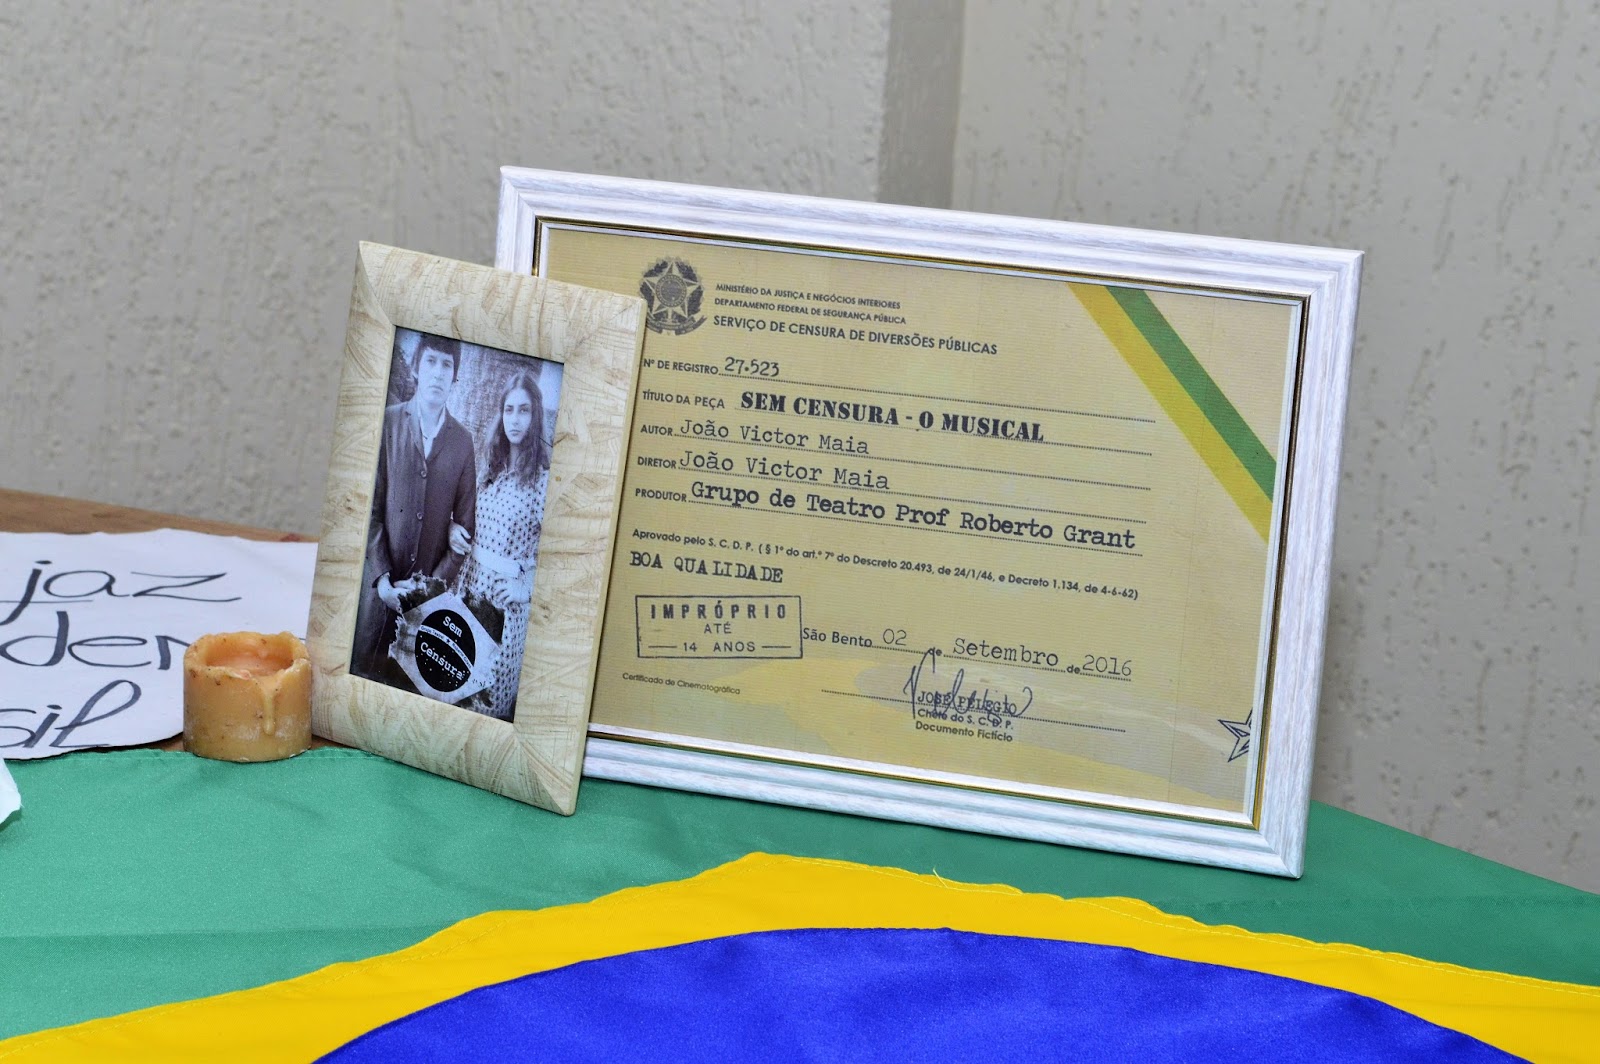 jaz
der
sil
Sem
Censura
MINISTÉRIO DA JUSTIÇA E NEGÓCIOS INTERIORES
DEPARTAMENTO FEDERAL DE SEGURANÇA PÚBLICA
SERVIÇO DE CENSURA DE DIVERSÕES PÚBLICAS
Nº DE REGISTRO 27.523
TÍTULO DA PEÇA SEM CENSURA - O MUSICAL
AUTOR João Victor Maia
DIRETOR João Victor Maia
PRODUTOR Grupo de Teatro Prof Roberto Grant
Aprovado pelo S. C. D. P. ( § 1º do art.º 7º do Descreto 20.493, de 24/1/46, e Decreto 1.134, de 4-6-62)
BOA QUALIDADE
IMPRÓPRIO
ATÉ
14 ANOS
São Bento 02 de Setembro de 2016
JOSÉ PELEGIO
Chefe do S. C. D. P.
Documento Fictício
Certificado de Cinematográfica